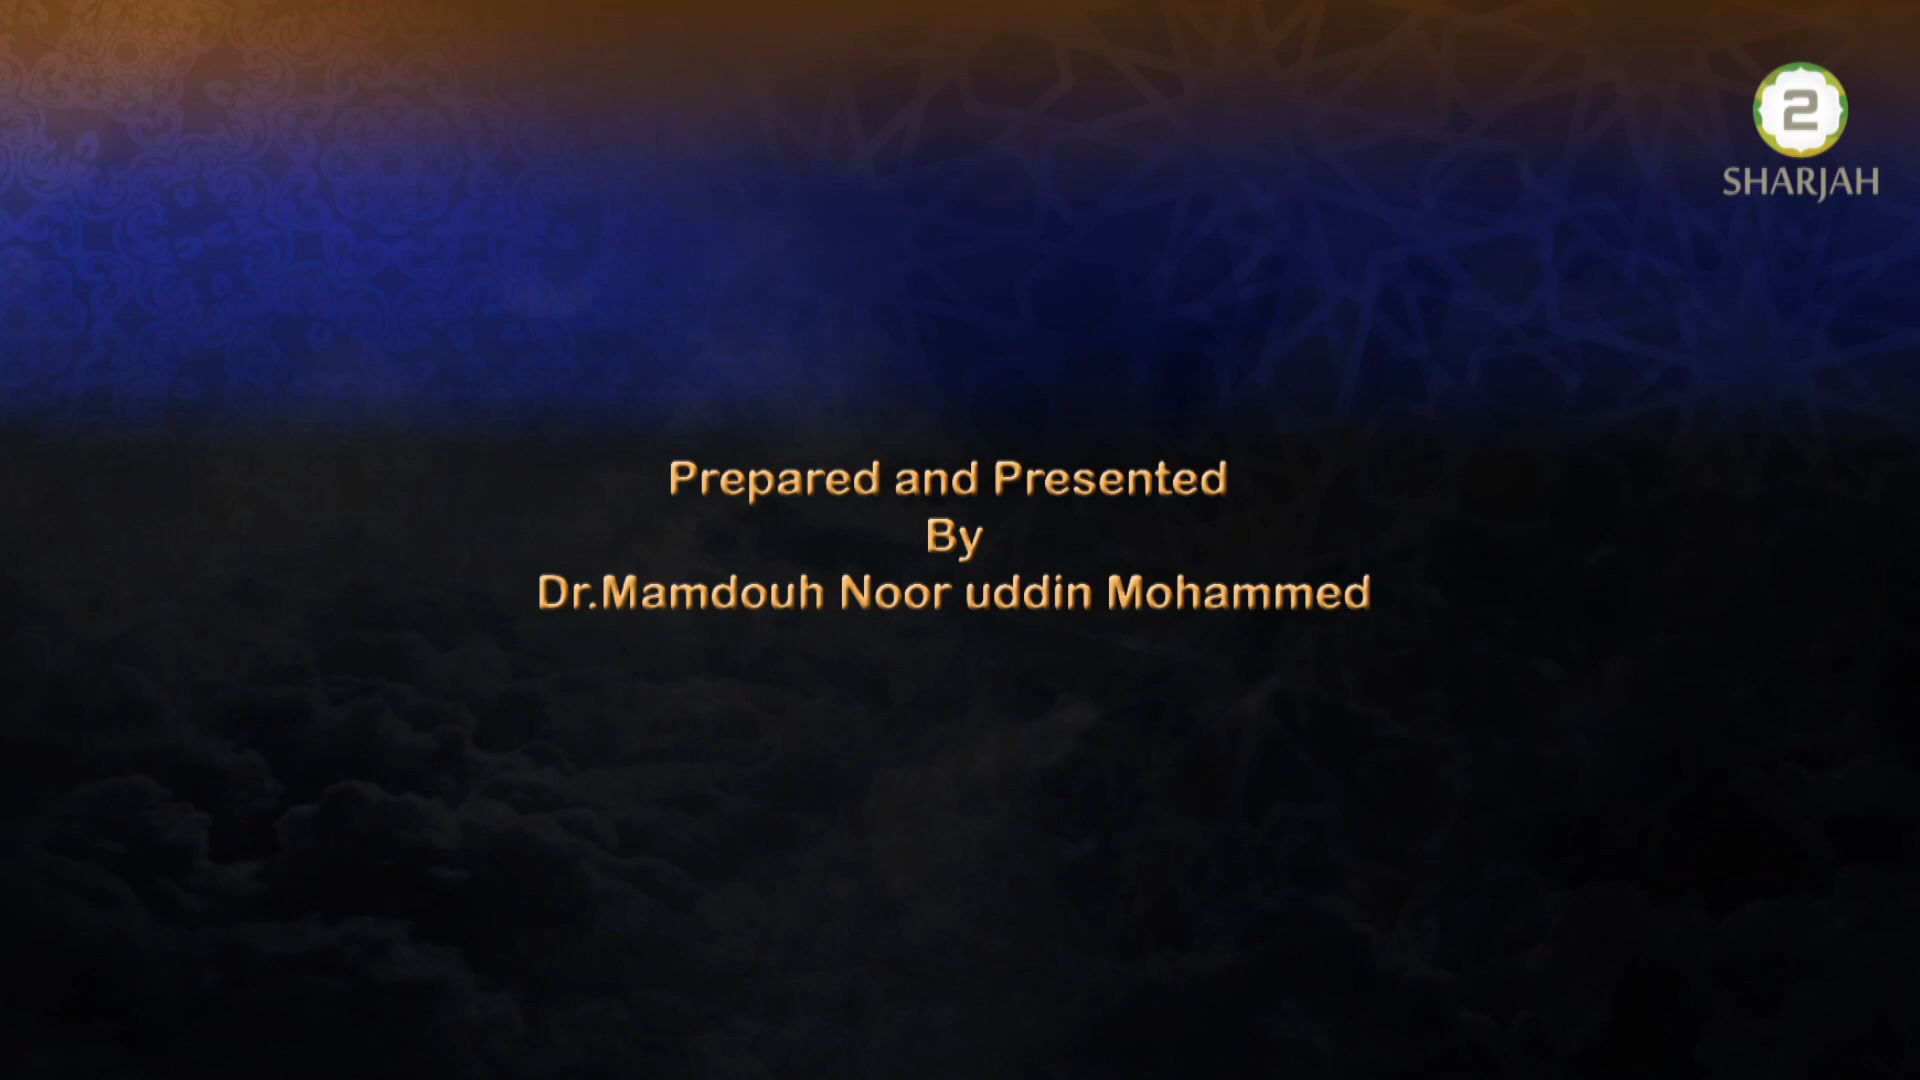 2
SHARJAH
Prepared and Presented
By
Dr.Mamdouh Noor uddin Mohammed